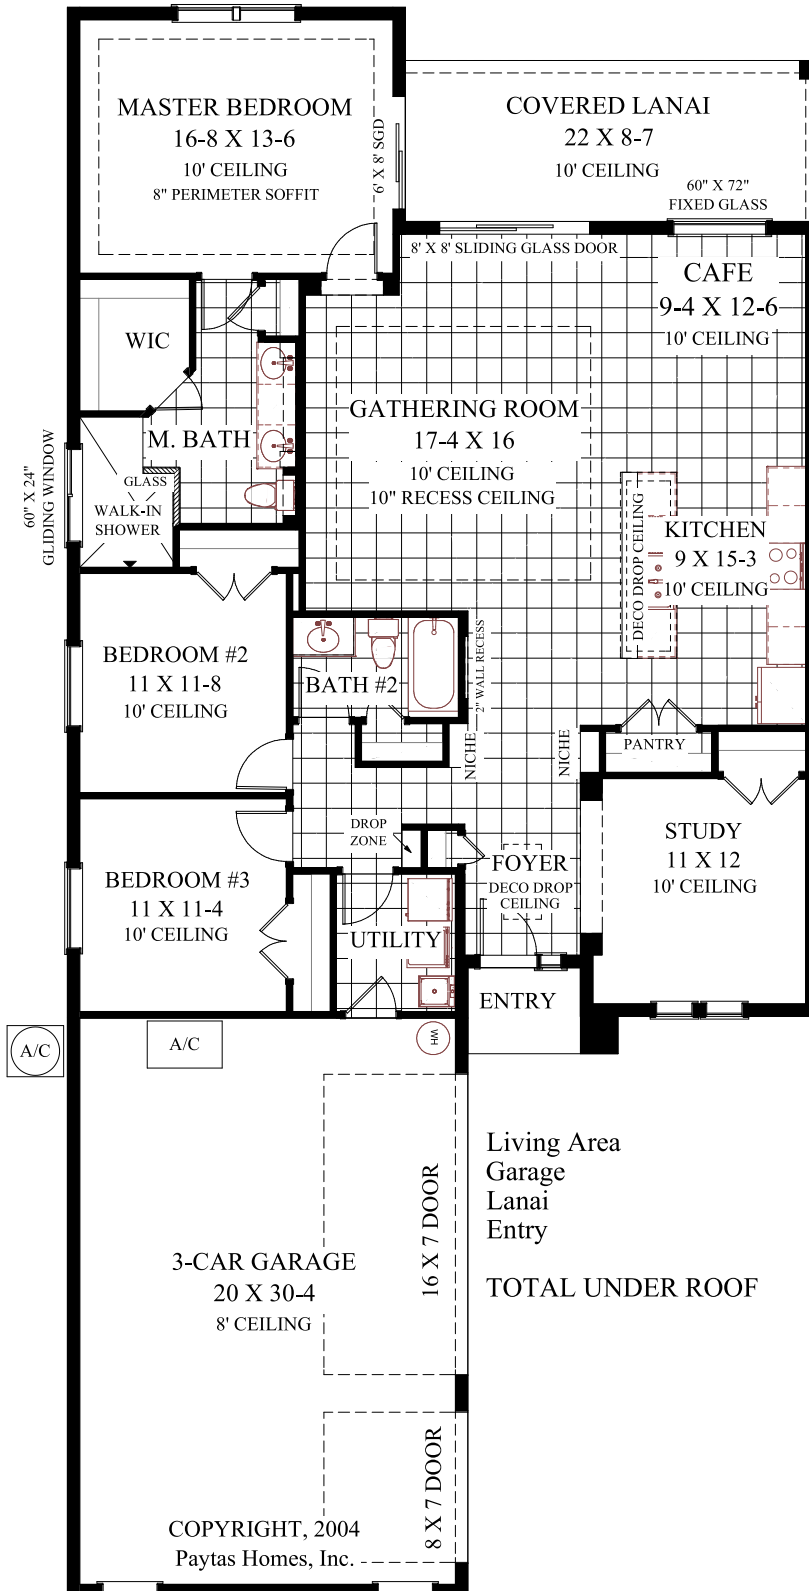 MASTER BEDROOM
16-8 X 13-6
10' CEILING
8" PERIMETER SOFFIT
6' X 8' SGD
COVERED LANAI
22 X 8-7
10' CEILING
60" X 72"
FIXED GLASS
8' X 8' SLIDING GLASS DOOR
CAFE
9-4 X 12-6
10' CEILING
WIC
M. BATH
GLASS
WALK-IN
SHOWER
60" X 24"
GLIDING WINDOW
GATHERING ROOM
17-4 X 16
10' CEILING
10" RECESS CEILING
DECO DROP CEILING
KITCHEN
9 X 15-3
10' CEILING
BEDROOM #2
11 X 11-8
10' CEILING
BATH #2
2" WALL RECESS
NICHE
NICHE
PANTRY
DROP
ZONE
STUDY
11 X 12
10' CEILING
FOYER
DECO DROP
CEILING
BEDROOM #3
11 X 11-4
10' CEILING
UTILITY
ENTRY
A/C
A/C
WH
Living Area
Garage
Lanai
Entry
TOTAL UNDER ROOF
16 X 7 DOOR
3-CAR GARAGE
20 X 30-4
8' CEILING
8 X 7 DOOR
COPYRIGHT, 2004
Paytas Homes, Inc.